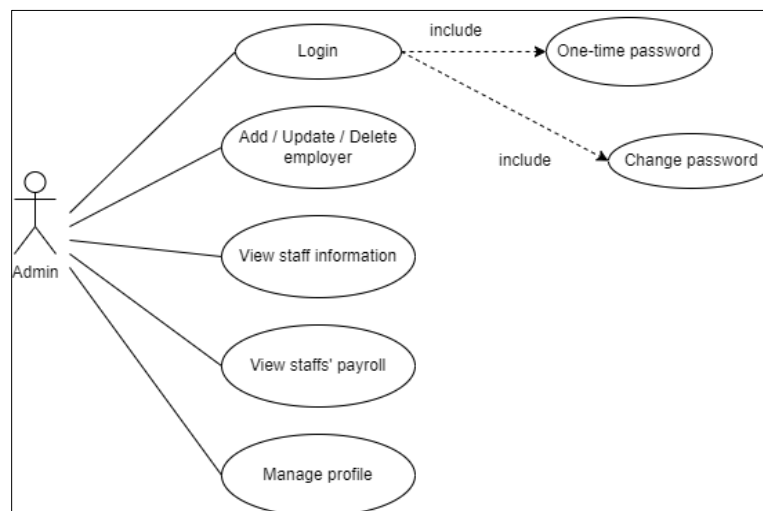 include
Login
One-time password
Add / Update / Delete
employer
include
Change password
View staff information
Admin
View staffs' payroll
Manage profile